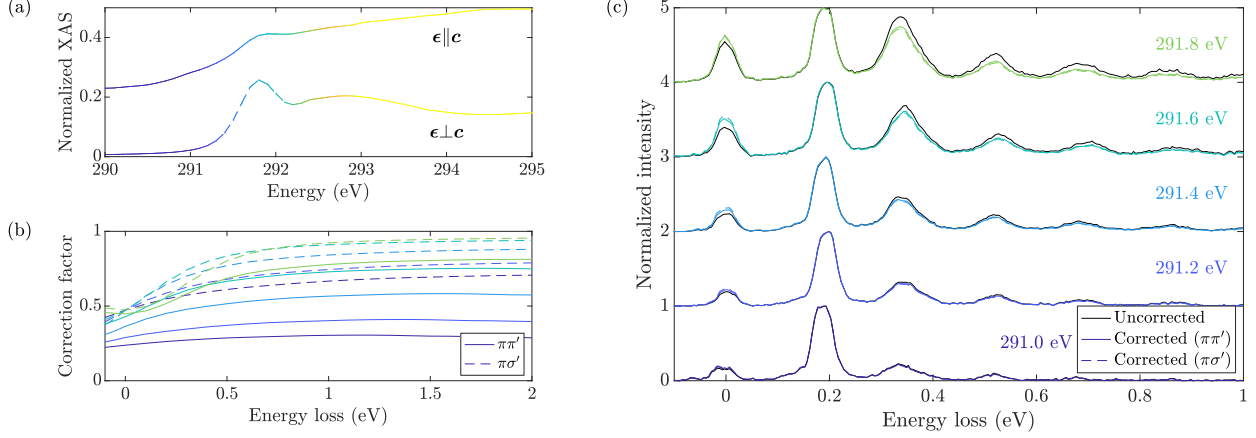 (a)
Normalized XAS
0.4
0.2
0
ϵ∥c
ϵ⊥c
290
291
292
293
294
295
Energy (eV)
(b)
Correction factor
1
0.5
0
ππ′
πσ′
0
0.5
1
1.5
2
Energy loss (eV)
(c)
Normalized intensity
5
4
3
2
1
0
291.8 eV
291.6 eV
291.4 eV
291.2 eV
291.0 eV
Uncorrected
Corrected (ππ′)
Corrected (πσ′)
0
0.2
0.4
0.6
0.8
1
Energy loss (eV)